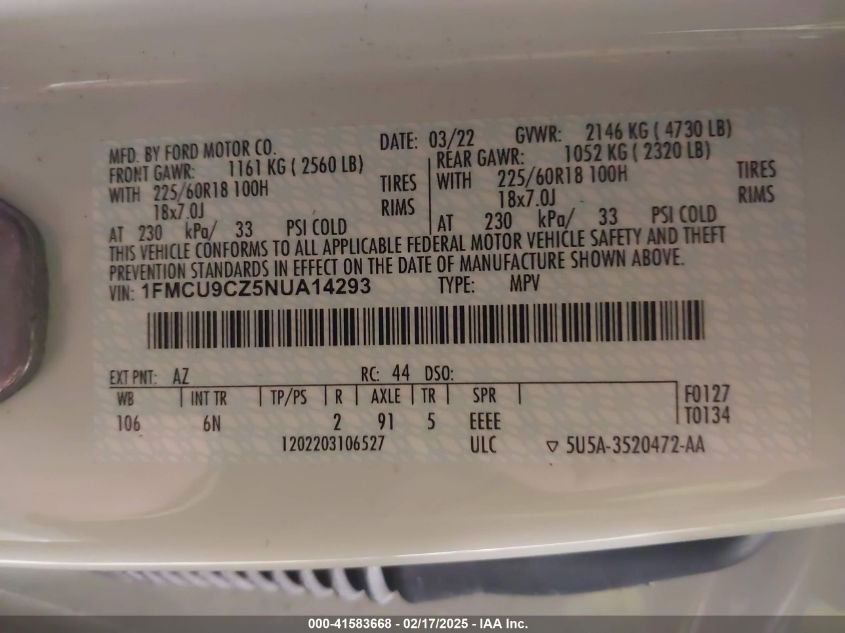 MFD. BY FORD MOTOR CO. DATE: 03/22 GVWR: 2146 KG ( 4730 LB)
FRONT GAWR: 1161 KG ( 2560 LB) REAR GAWR: 1052 KG ( 2320 LB)
WITH 225/60R18 100H TIRES WITH 225/60R18 100H TIRES
18x7.0J RIMS 18x7.0J RIMS
AT 230 kPa/ 33 PSI COLD AT 230 kPa/ 33 PSI COLD
THIS VEHICLE CONFORMS TO ALL APPLICABLE FEDERAL MOTOR VEHICLE SAFETY AND THEFT
PREVENTION STANDARDS IN EFFECT ON THE DATE OF MANUFACTURE SHOWN ABOVE.
VIN: 1FMCU9CZ5NUA14293 TYPE: MPV
EXT PNT: AZ RC: 44 DSO:
WB INT TR TP/PS R AXLE TR SPR F0127
106 6N 2 91 5 EEEE T0134
1202203106527 ULC ▽ 5U5A-3520472-AA
000-41583668 - 02/17/2025 - IAA Inc.